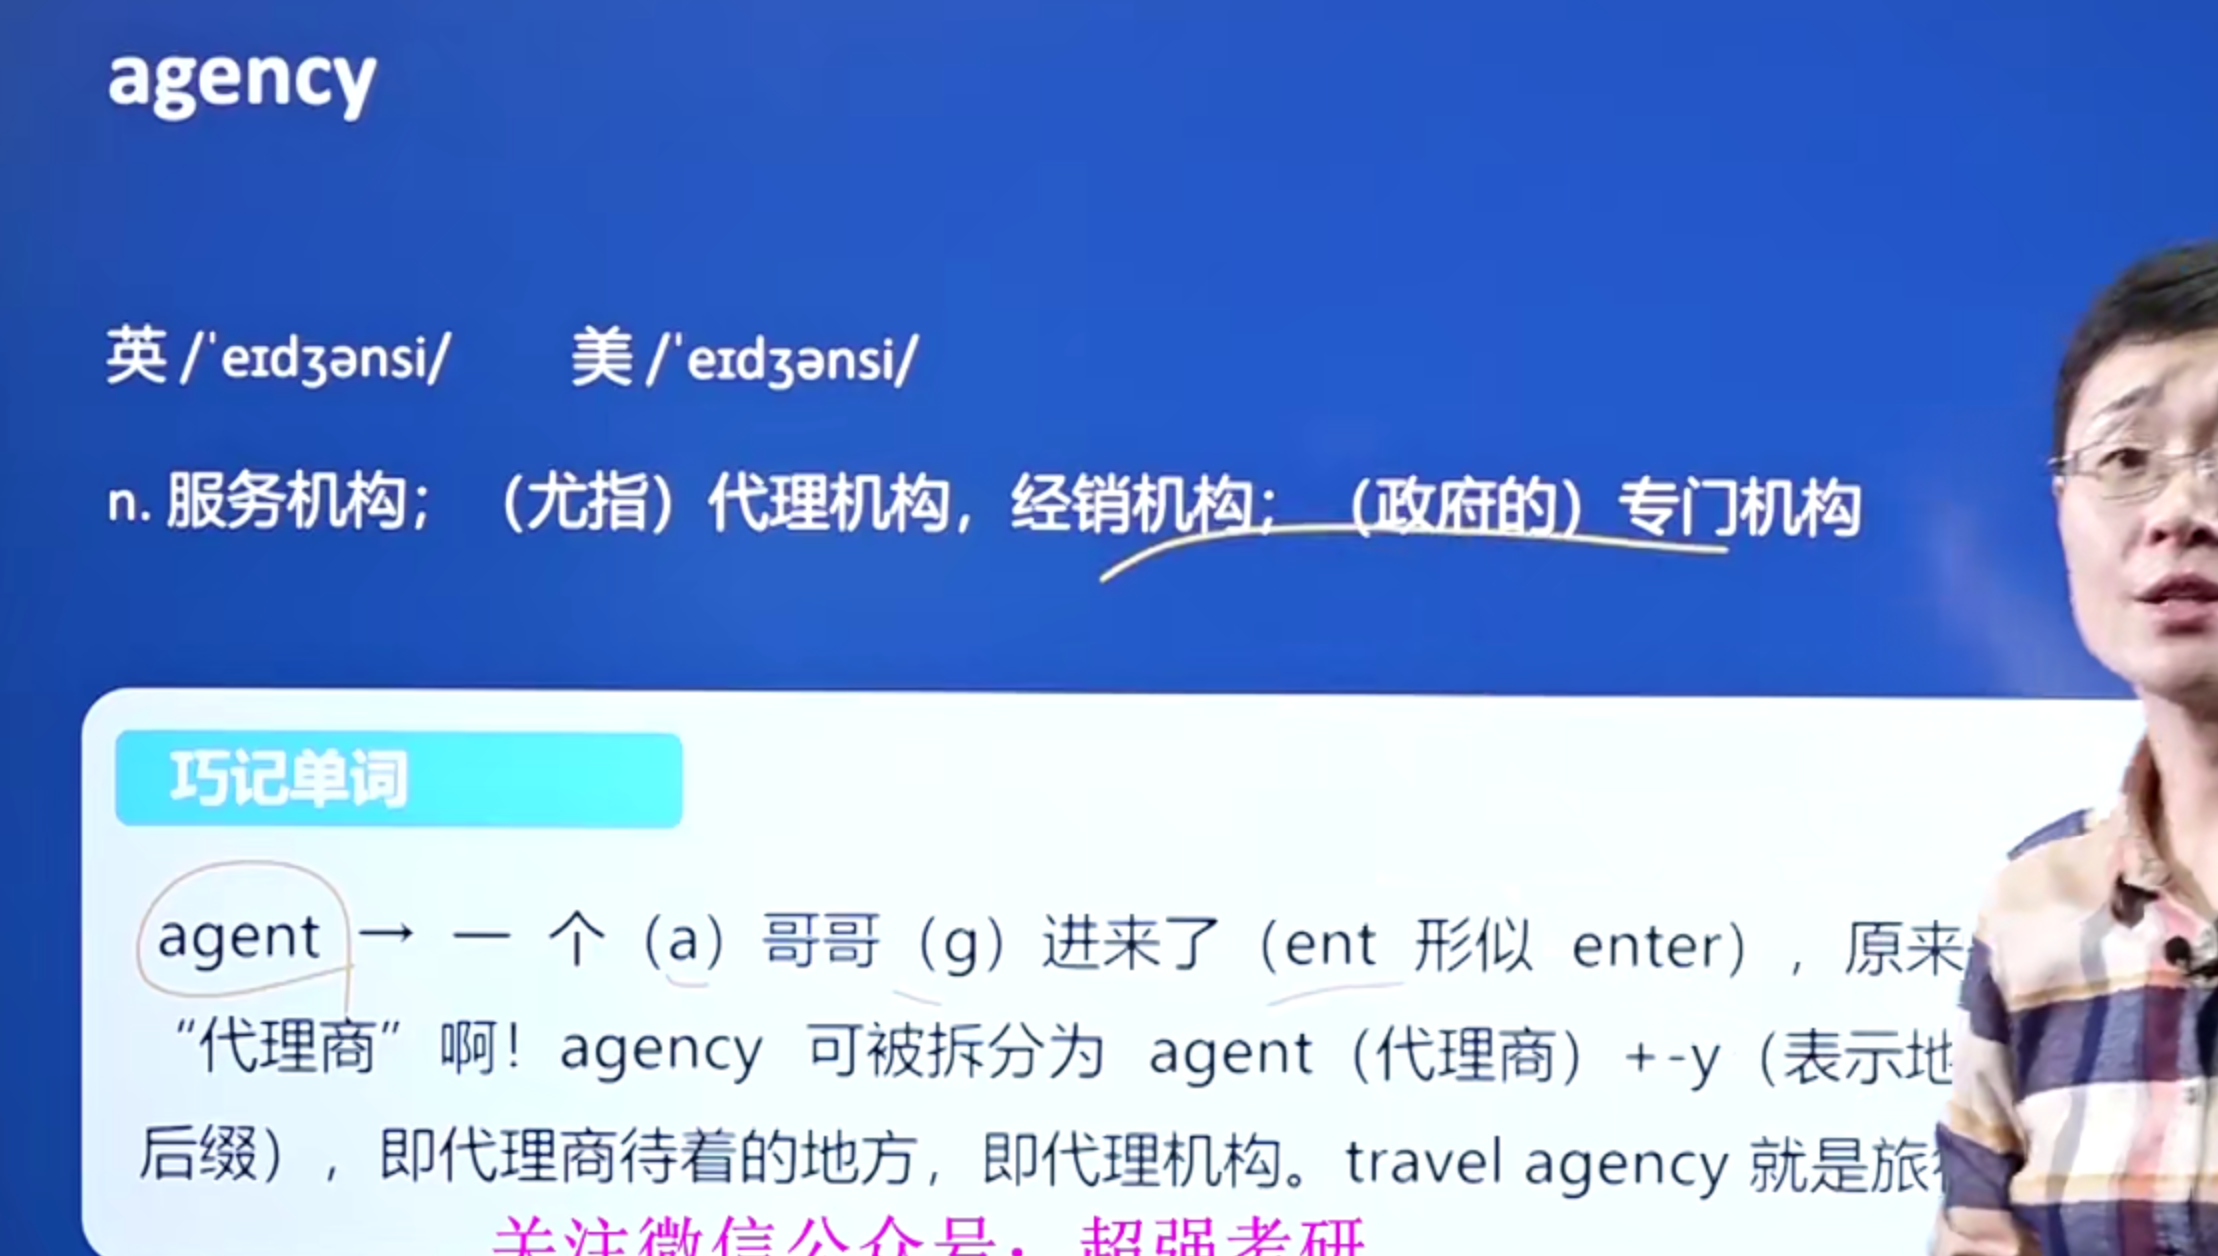 agency
英 /ˈeɪdʒənsi/ 美 /ˈeɪdʒənsi/
n. 服务机构；（尤指）代理机构，经销机构；（政府的）专门机构
巧记单词
agent → 一 个（a）哥哥（g）进来了（ent 形似 enter），原来
“代理商”啊！agency 可被拆分为 agent（代理商）+-y（表示地
后缀），即代理商待着的地方，即代理机构。travel agency 就是旅
关注微信公众号：超强考研